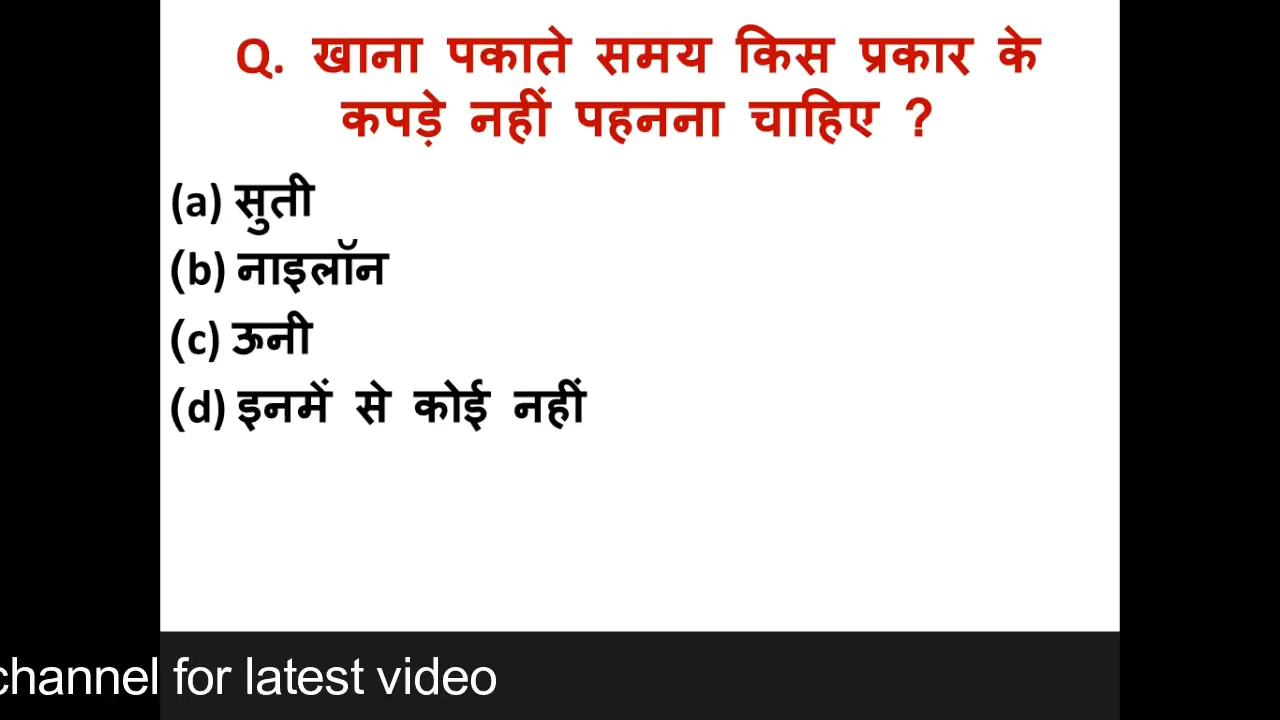 Q. खाना पकाते समय किस प्रकार के
कपड़े नहीं पहनना चाहिए ?
(a) सुती
(b) नाइलॉन
(c) ऊनी
(d) इनमें से कोई नहीं
channel for latest video